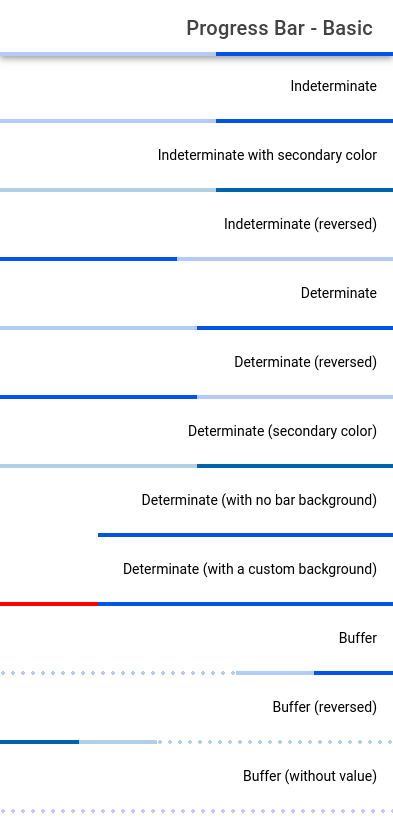 Progress Bar - Basic
Indeterminate
Indeterminate with secondary color
Indeterminate (reversed)
Determinate
Determinate (reversed)
Determinate (secondary color)
Determinate (with no bar background)
Determinate (with a custom background)
Buffer
Buffer (reversed)
Buffer (without value)